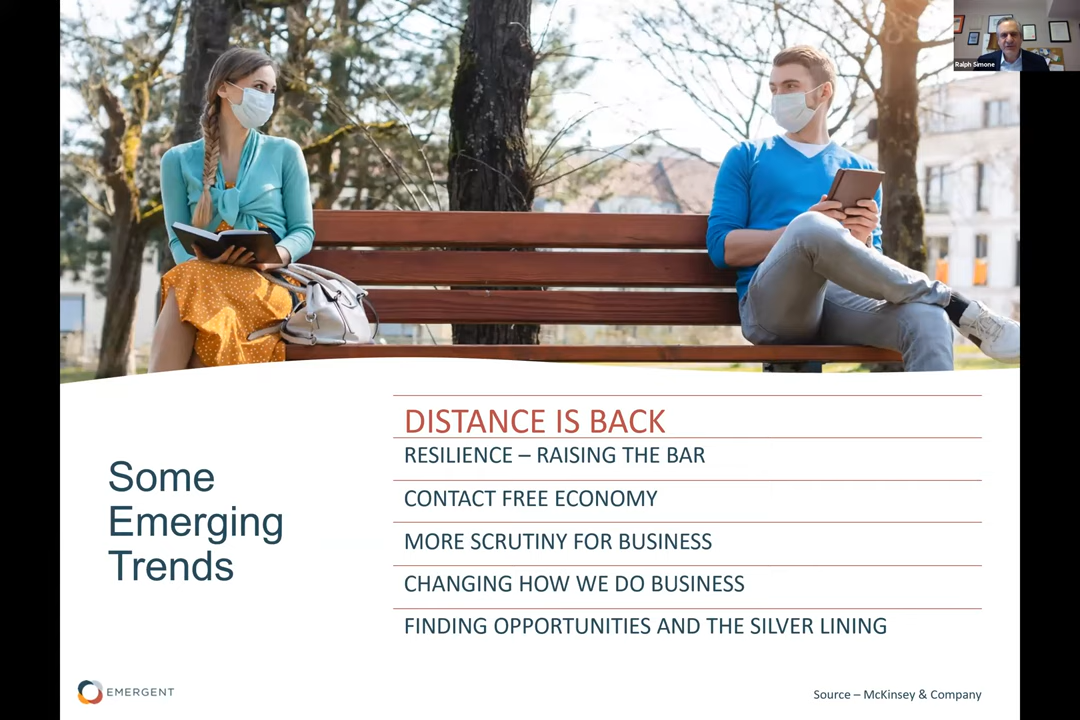 Ralph Simone
DISTANCE IS BACK
RESILIENCE – RAISING THE BAR
CONTACT FREE ECONOMY
MORE SCRUTINY FOR BUSINESS
CHANGING HOW WE DO BUSINESS
FINDING OPPORTUNITIES AND THE SILVER LINING
Some
Emerging
Trends
EMERGENT
Source – McKinsey & Company